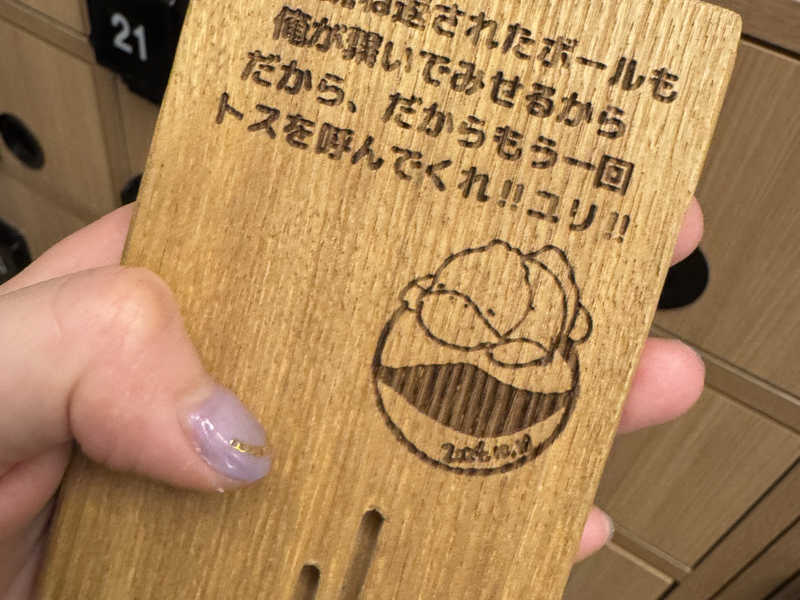 は送されたボールも
俺が繋いでみせるから
だから、だからもう一回
トスを呼んでくれ!!ユリ!!
21